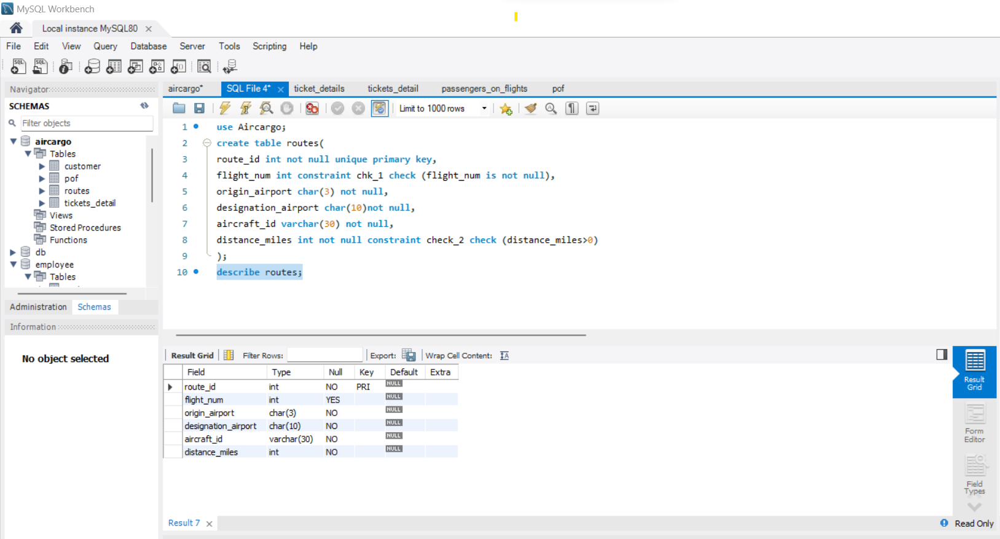 MySQL Workbench
Local instance MySQL80
File Edit View Query Database Server Tools Scripting Help
Navigator
SCHEMAS
Filter objects
aircargo
Tables
customer
pof
routes
tickets_detail
Views
Stored Procedures
Functions
db
employee
Tables
Administration Schemas
Information
No object selected
aircargo* SQL File 4* ticket_details tickets_detail passengers_on_flights pof
Limit to 1000 rows
1 use Aircargo;
2 create table routes(
3 route_id int not null unique primary key,
4 flight_num int constraint chk_1 check (flight_num is not null),
5 origin_airport char(3) not null,
6 designation_airport char(10)not null,
7 aircraft_id varchar(30) not null,
8 distance_miles int not null constraint check_2 check (distance_miles>0)
9 );
10 describe routes;
Result Grid Filter Rows: Export: Wrap Cell Content:
Field Type Null Key Default Extra
route_id int NO PRI NULL
flight_num int YES NULL
origin_airport char(3) NO NULL
designation_airport char(10) NO NULL
aircraft_id varchar(30) NO NULL
distance_miles int NO NULL
Result
Grid
Form
Editor
Field
Types
Result 7
Read Only